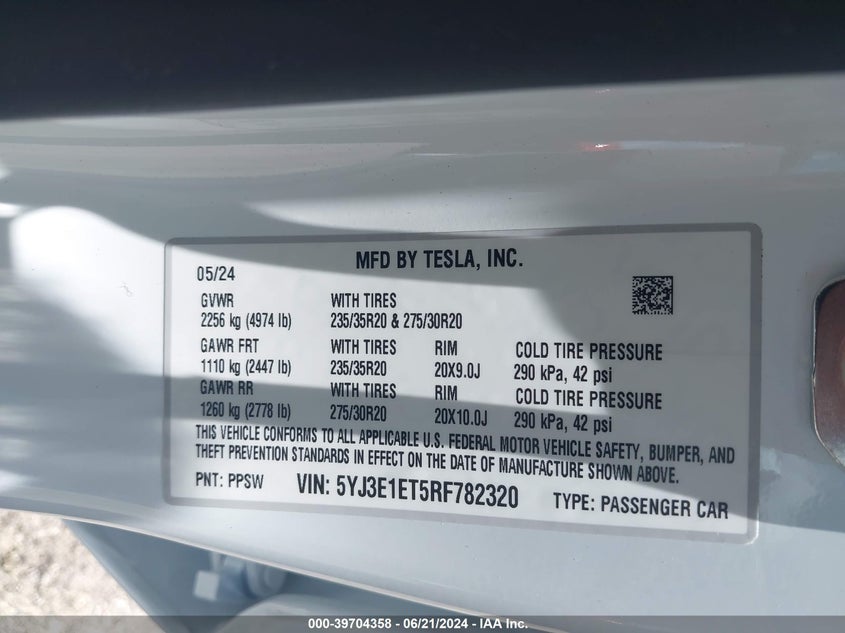 MFD BY TESLA, INC.
05/24
GVWR WITH TIRES
2256 kg (4974 lb) 235/35R20 & 275/30R20
GAWR FRT WITH TIRES RIM COLD TIRE PRESSURE
1110 kg (2447 lb) 235/35R20 20X9.0J 290 kPa, 42 psi
GAWR RR WITH TIRES RIM COLD TIRE PRESSURE
1260 kg (2778 lb) 275/30R20 20X10.0J 290 kPa, 42 psi
THIS VEHICLE CONFORMS TO ALL APPLICABLE U.S. FEDERAL MOTOR VEHICLE SAFETY, BUMPER, AND
THEFT PREVENTION STANDARDS IN EFFECT ON THE DATE OF MANUFACTURE SHOWN ABOVE.
PNT: PPSW VIN: 5YJ3E1ET5RF782320 TYPE: PASSENGER CAR
000-39704358 - 06/21/2024 - IAA Inc.